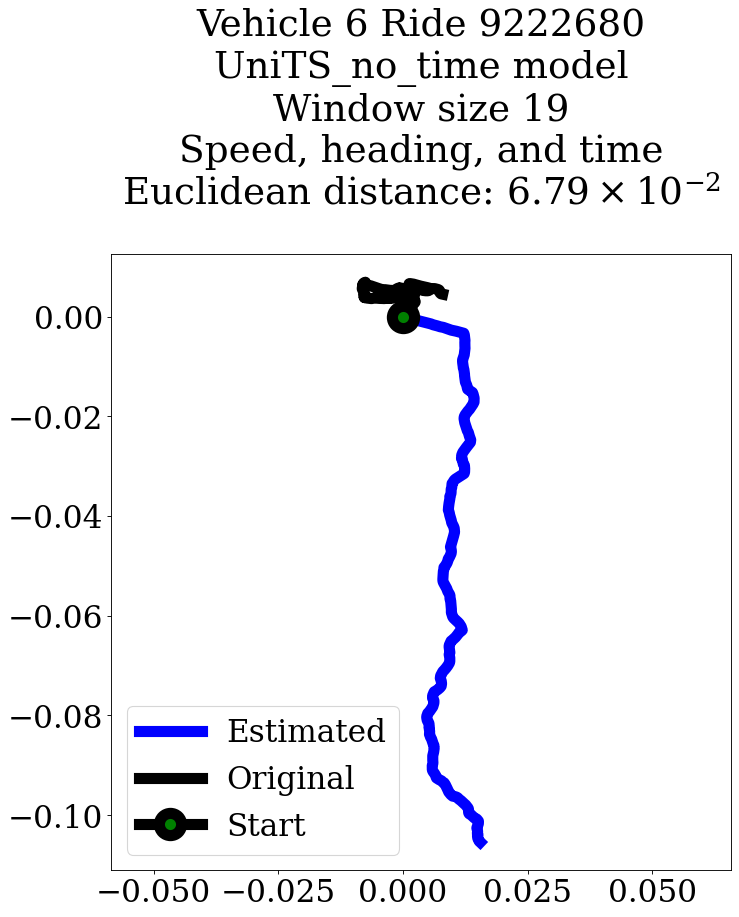 Vehicle 6 Ride 9222680
UniTS_no_time model
Window size 19
Speed, heading, and time
Euclidean distance: 6.79 × 10⁻²
0.00
−0.02
−0.04
−0.06
−0.08
−0.10
Estimated
Original
Start
−0.050 −0.025 0.000 0.025 0.050